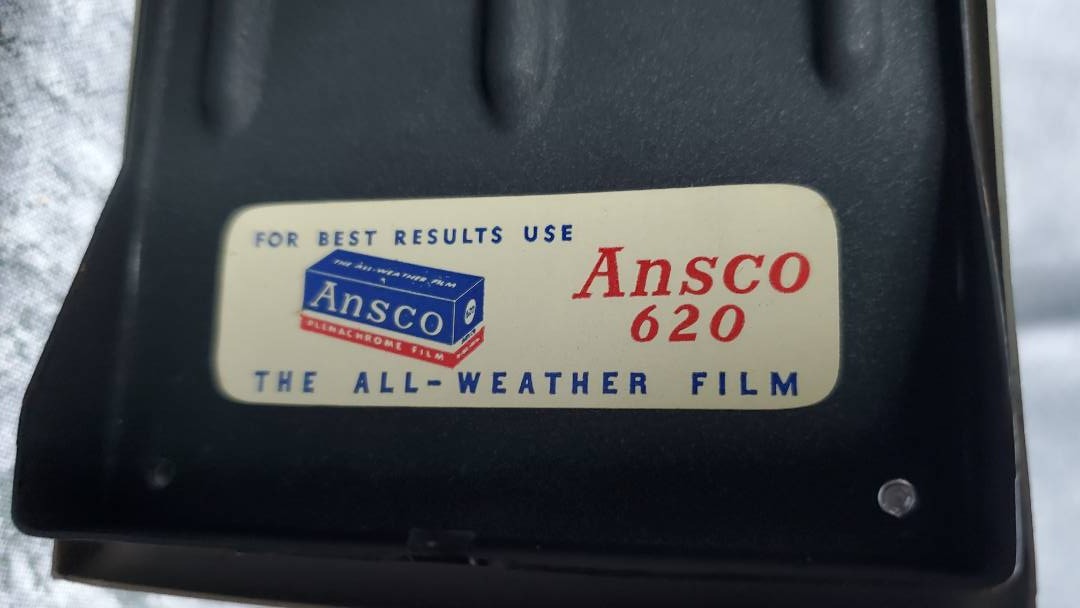 FOR BEST RESULTS USE
Ansco
620
THE ALL-WEATHER FILM
Ansco
PLENACHROME FILM
THE ALL-WEATHER FILM